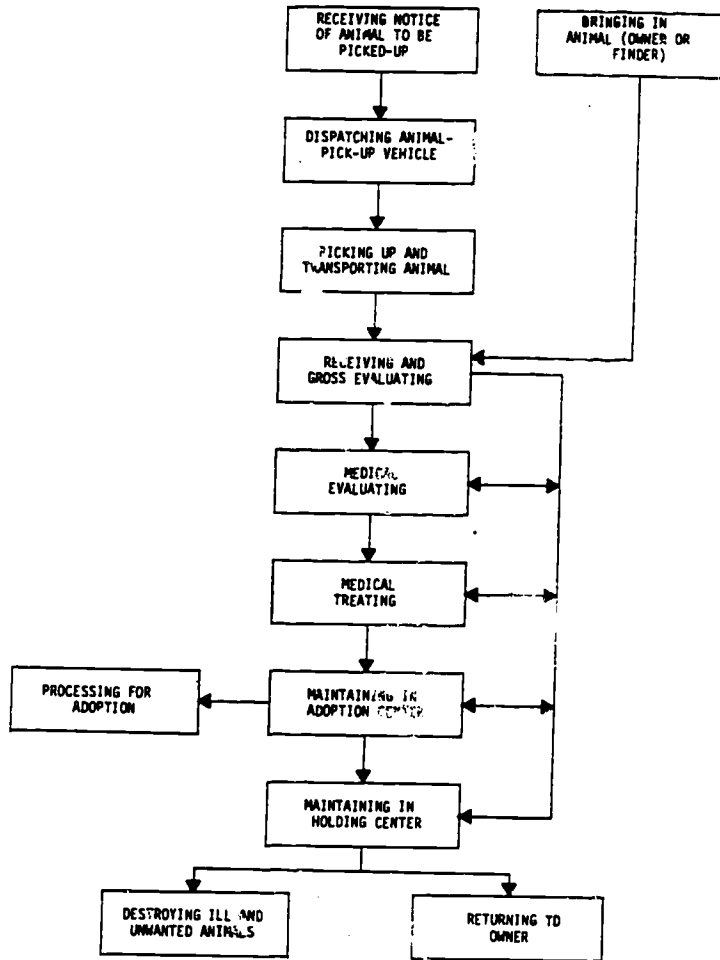 RECEIVING NOTICE
OF ANIMAL TO BE
PICKED-UP
BRINGING IN
ANIMAL (OWNER OR
FINDER)
DISPATCHING ANIMAL-
PICK-UP VEHICLE
PICKING UP AND
TRANSPORTING ANIMAL
RECEIVING AND
GROSS EVALUATING
MEDICAL
EVALUATING
MEDICAL
TREATING
PROCESSING FOR
ADOPTION
MAINTAINING IN
ADOPTION CENTER
MAINTAINING IN
HOLDING CENTER
DESTROYING ILL AND
UNWANTED ANIMALS
RETURNING TO
OWNER